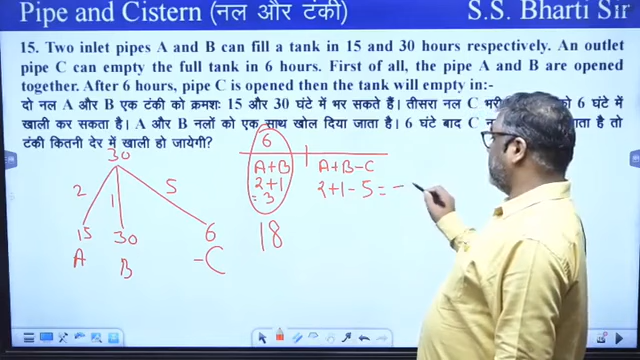 Pipe and Cistern (नल और टंकी) S.S. Bharti Sir
15. Two inlet pipes A and B can fill a tank in 15 and 30 hours respectively. An outlet
pipe C can empty the full tank in 6 hours. First of all, the pipe A and B are opened
together. After 6 hours, pipe C is opened then the tank will empty in:-
दो नल A और B एक टंकी को क्रमशः 15 और 30 घंटे में भर सकते हैं। तीसरा नल C भरी को 6 घंटे में
खाली कर सकता है। A और B नलों को एक साथ खोल दिया जाता है। 6 घंटे बाद C जाता है तो
टंकी कितनी देर में खाली हो जायेगी?
30
6
A+B A+B-C
2 1 5 2+1 2+1-5=-
=3
15 30 6 18
A B -C